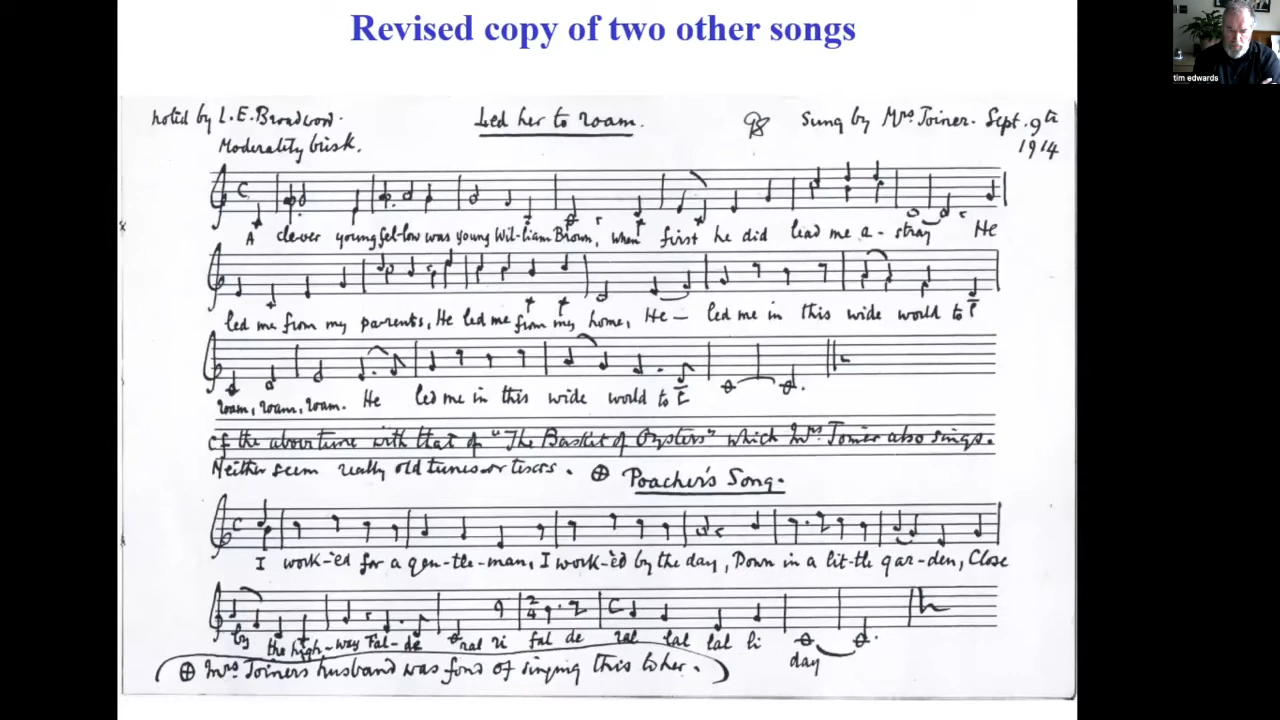 Revised copy of two other songs
tim edwards
noted by L.E. Broadwood.
Led her to roam.
Sung by Mrs. Joiner. Sept. 9th
1914
Moderately brisk.
A clever young fel-low was young Wil-liam Brown, when first he did lead me a-stray He
led me from my parents, He led me from my home, He — led me in this wide world to
roam, roam, roam. He led me in this wide world to
cf the above tune with that of "The Basket of Oysters" which Mrs. Joiner also sings.
Neither seem really old tunes or
⊕ Poacher's Song.
I work-èd for a gen-tle-man, I work-èd by the day, Down in a lit-tle gar-den, Close
by the high-way Fal-de ral ri fal de ral lal lal li day
⊕ Mrs Joiner's husband was fond of singing this to her.